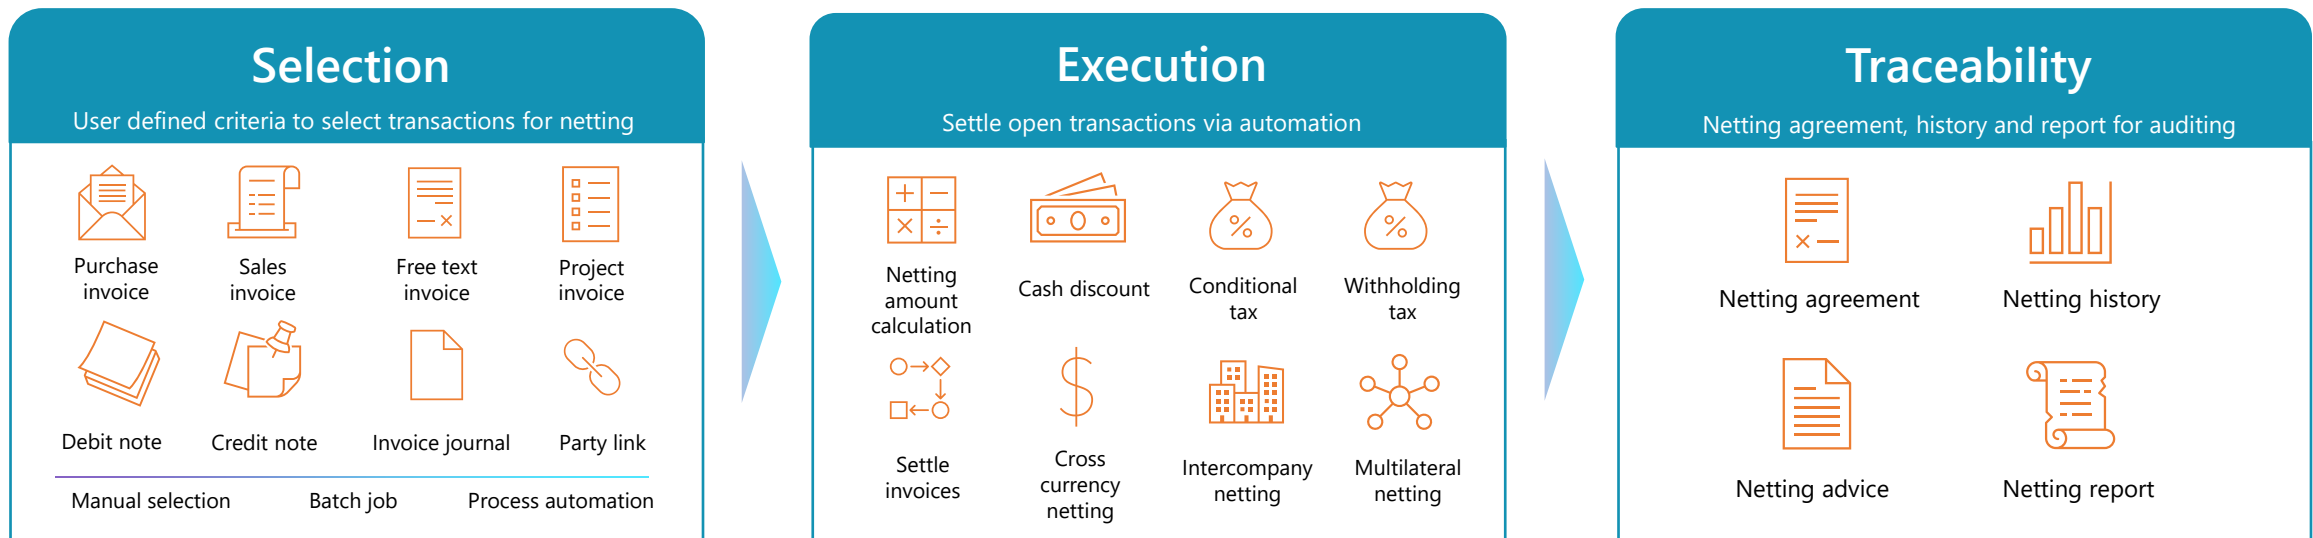 Selection
User defined criteria to select transactions for netting
Purchase
invoice
Sales
invoice
Free text
invoice
Project
invoice
Debit note
Credit note
Invoice journal
Party link
Manual selection
Batch job
Process automation
Execution
Settle open transactions via automation
Netting
amount
calculation
Cash discount
Conditional
tax
Withholding
tax
Settle
invoices
Cross
currency
netting
Intercompany
netting
Multilateral
netting
Traceability
Netting agreement, history and report for auditing
Netting agreement
Netting history
Netting advice
Netting report